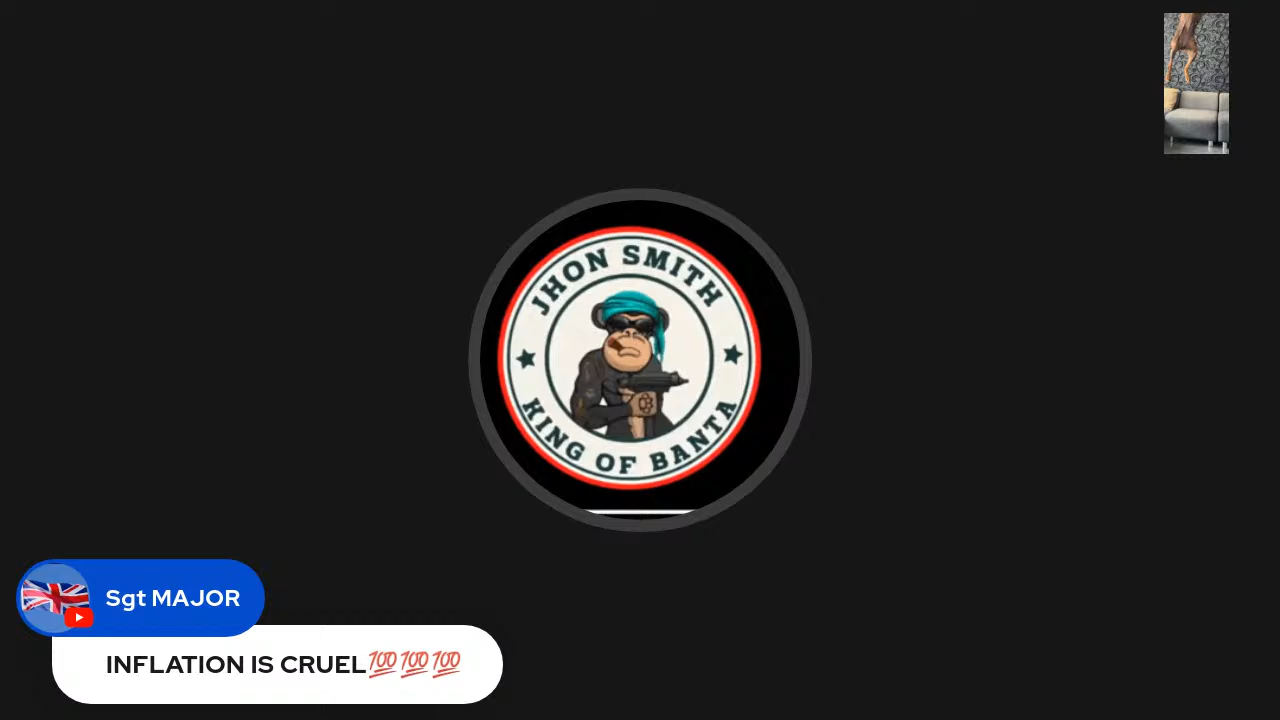 JHON SMITH
KING OF BANTA
Sgt MAJOR
INFLATION IS CRUEL💯💯💯